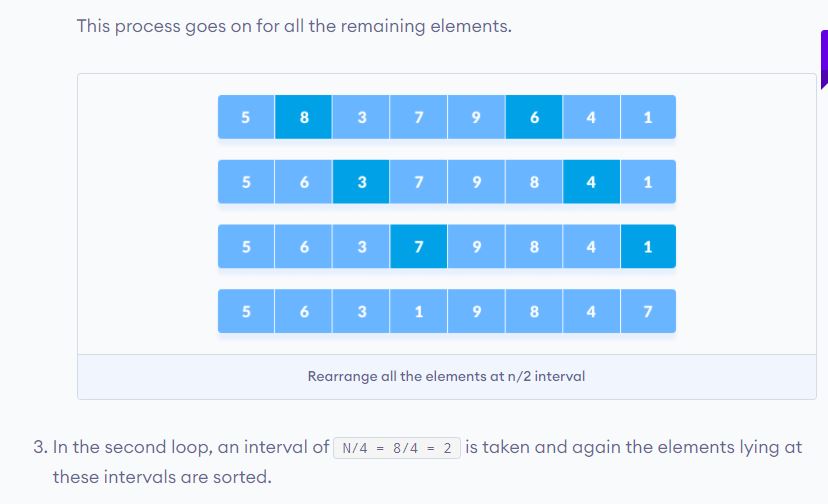 This process goes on for all the remaining elements.
5 8 3 7 9 6 4 1
5 6 3 7 9 8 4 1
5 6 3 7 9 8 4 1
5 6 3 1 9 8 4 7
Rearrange all the elements at n/2 interval
3. In the second loop, an interval of N/4 = 8/4 = 2 is taken and again the elements lying at
these intervals are sorted.